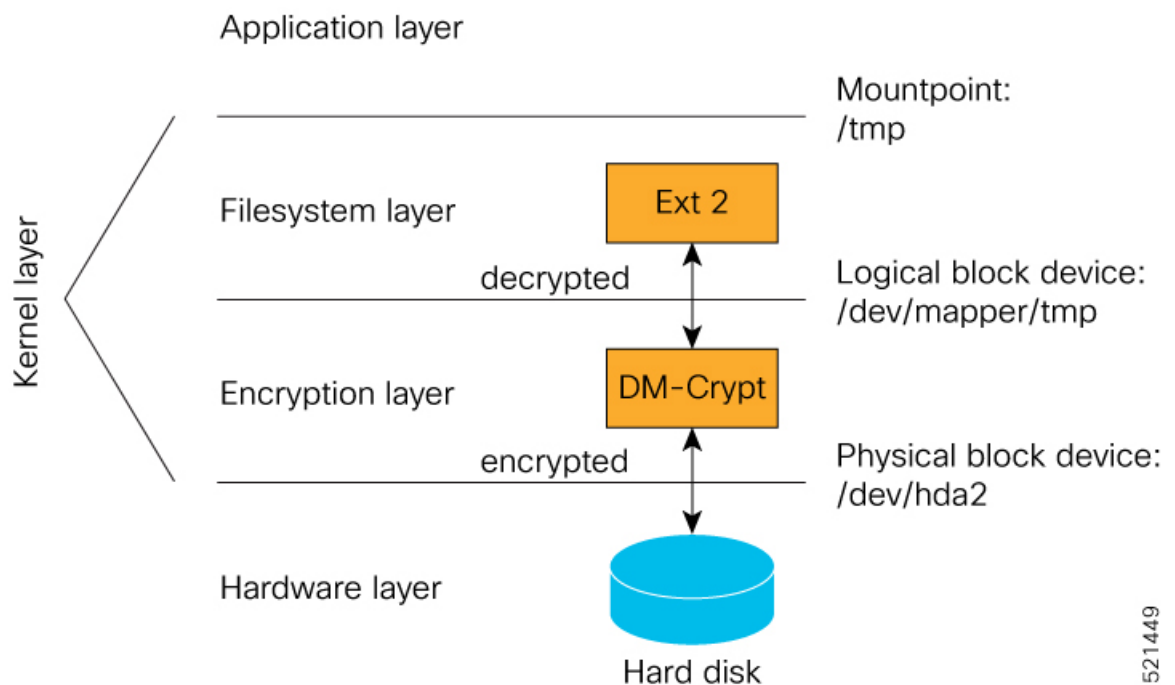 Application layer
Mountpoint:
/tmp
Filesystem layer
Ext 2
decrypted
Logical block device:
/dev/mapper/tmp
Kernel layer
Encryption layer
DM-Crypt
encrypted
Physical block device:
/dev/hda2
Hardware layer
Hard disk
521449